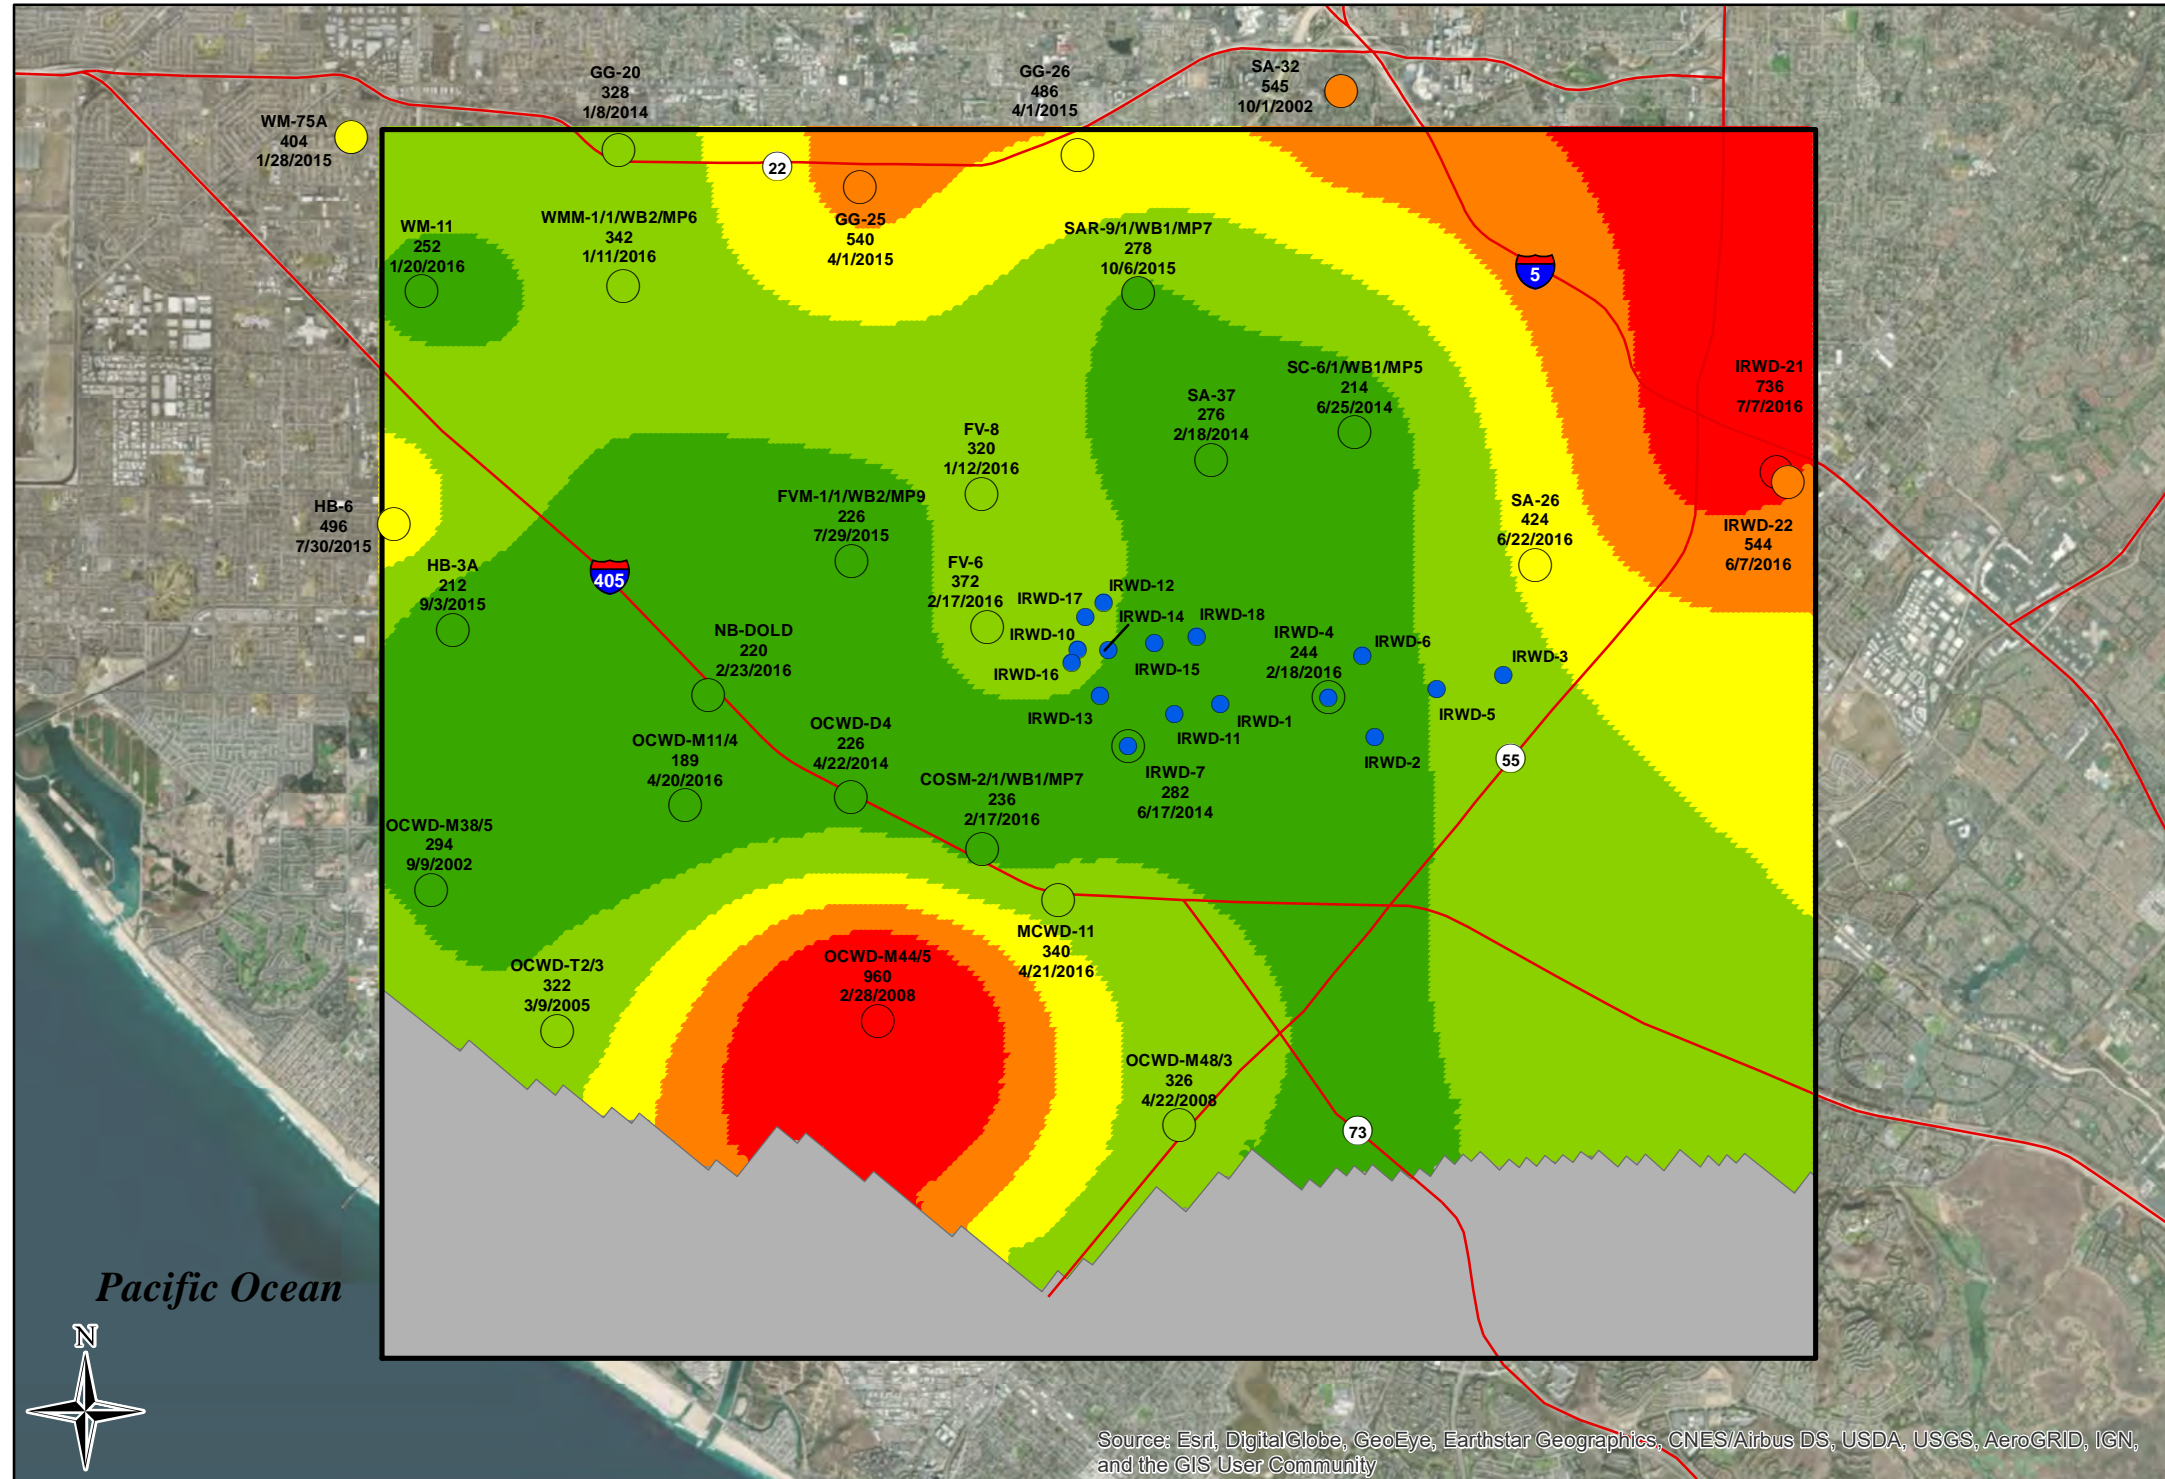 GG-20
328
1/8/2014
GG-26
486
4/1/2015
SA-32
545
10/1/2002
WM-75A
404
1/28/2015
22
WM-11
252
1/20/2016
WMM-1/1/WB2/MP6
342
1/11/2016
GG-25
540
4/1/2015
SAR-9/1/WB1/MP7
278
10/6/2015
5
SC-6/1/WB1/MP5
214
6/25/2014
IRWD-21
736
7/7/2016
SA-37
276
2/18/2014
FV-8
320
1/12/2016
HB-6
496
7/30/2015
FVM-1/1/WB2/MP9
226
7/29/2015
SA-26
424
6/22/2016
IRWD-22
544
6/7/2016
HB-3A
212
9/3/2015
405
FV-6
372
2/17/2016
IRWD-17
IRWD-12
IRWD-14
IRWD-18
IRWD-10
IRWD-16
IRWD-15
IRWD-4
244
2/18/2016
IRWD-6
IRWD-3
NB-DOLD
220
2/23/2016
IRWD-13
IRWD-11
IRWD-1
IRWD-5
IRWD-2
55
OCWD-M11/4
189
4/20/2016
OCWD-D4
226
4/22/2014
COSM-2/1/WB1/MP7
236
2/17/2016
IRWD-7
282
6/17/2014
OCWD-M38/5
294
9/9/2002
MCWD-11
340
4/21/2016
OCWD-T2/3
322
3/9/2005
OCWD-M44/5
960
2/28/2008
OCWD-M48/3
326
4/22/2008
73
Pacific Ocean
N
Source: Esri, DigitalGlobe, GeoEye, Earthstar Geographics, CNES/Airbus DS, USDA, USGS, AeroGRID, IGN,
and the GIS User Community